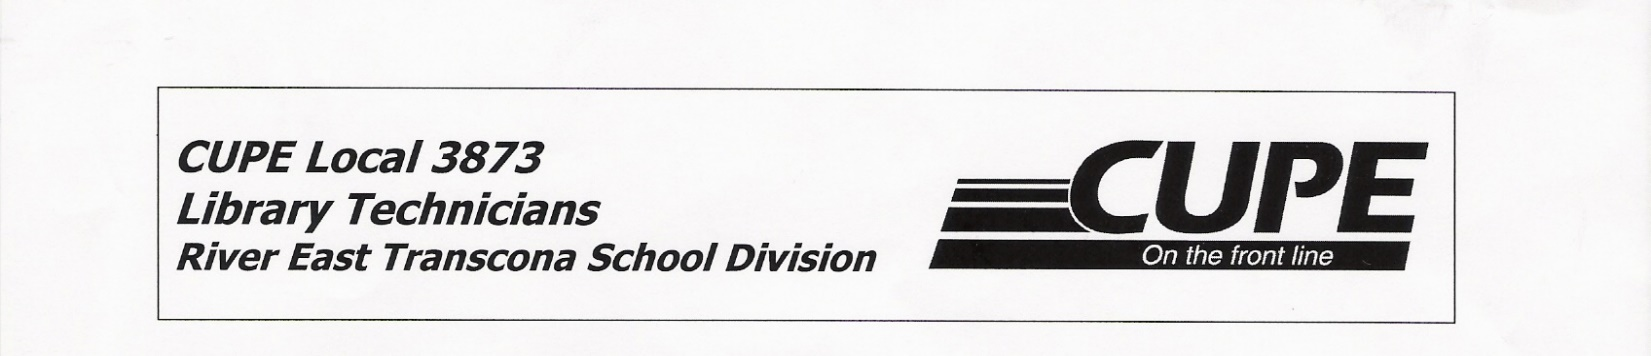 CUPE Local 3873
Library Technicians
River East Transcona School Division
CUPE
On the front line